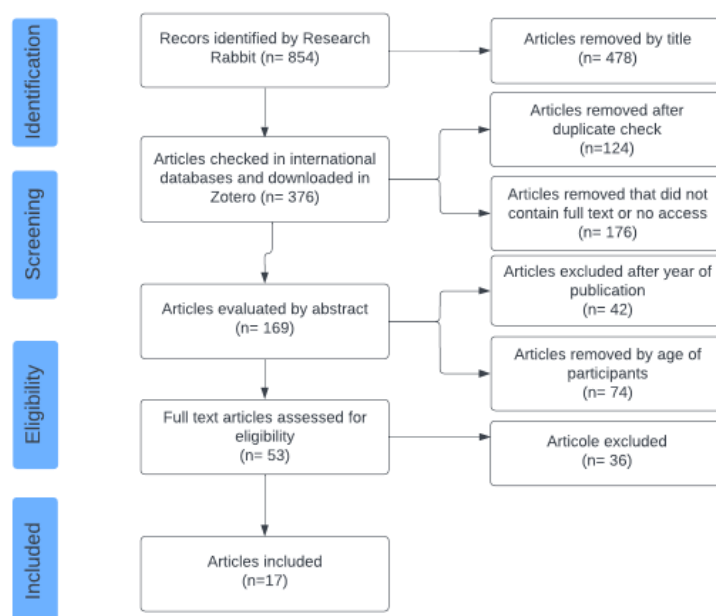 Identification
Recors identified by Research
Rabbit (n= 854)
Articles removed by title
(n= 478)
Articles removed after
duplicate check
(n=124)
Screening
Articles checked in international
databases and downloaded in
Zotero (n= 376)
Articles removed that did not
contain full text or no access
(n= 176)
Articles evaluated by abstract
(n= 169)
Articles excluded after year of
publication
(n= 42)
Articles removed by age of
participants
(n= 74)
Eligibility
Full text articles assessed for
eligibility
(n= 53)
Articole excluded
(n= 36)
Included
Articles included
(n=17)